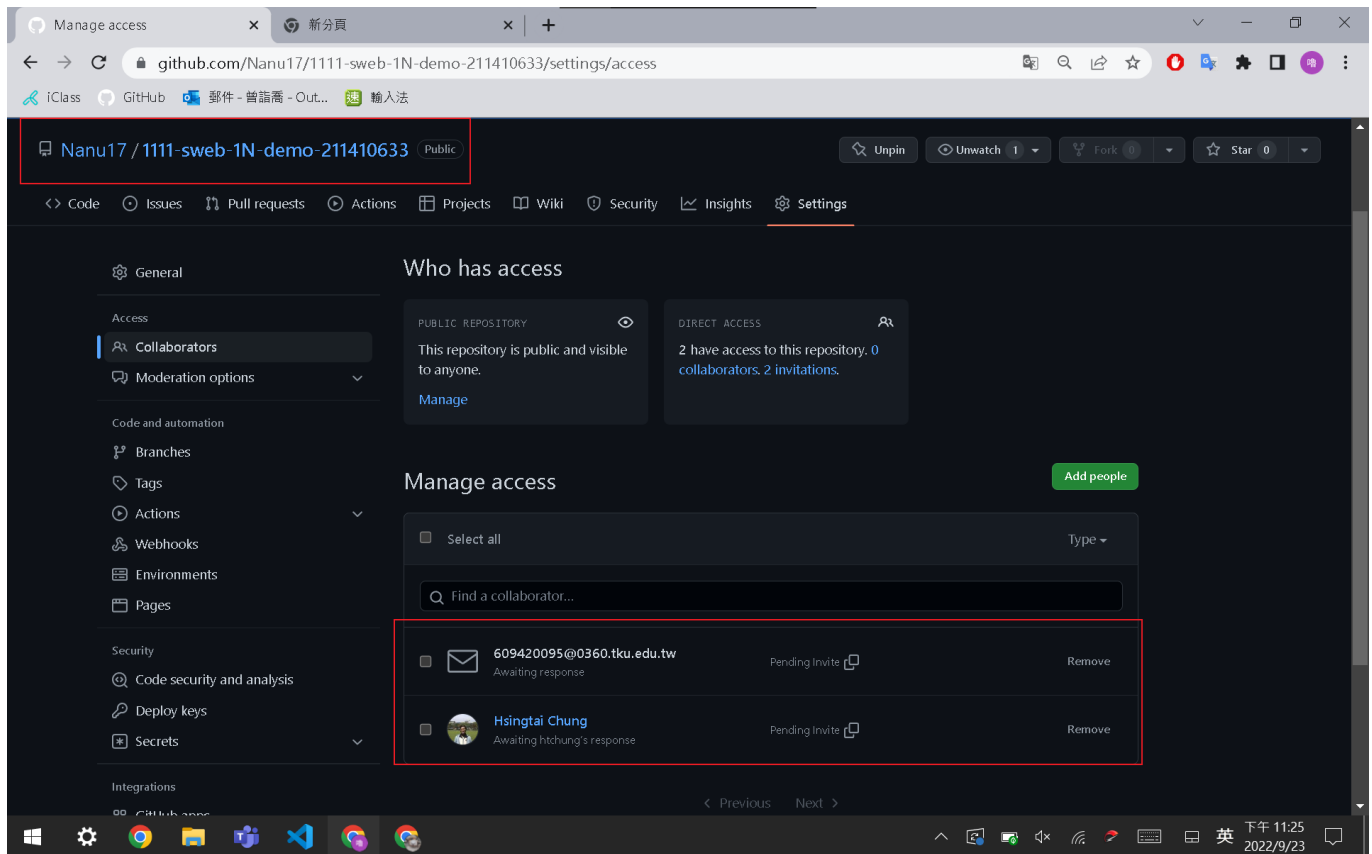 Manage access
新分頁
github.com/Nanu17/1111-sweb-1N-demo-211410633/settings/access
iClass
GitHub
郵件 - 曾詣喬 - Out...
速 輸入法
Nanu17 / 1111-sweb-1N-demo-211410633 Public
Unpin
Unwatch 1
Fork 0
Star 0
Code
Issues
Pull requests
Actions
Projects
Wiki
Security
Insights
Settings
General
Access
Collaborators
Moderation options
Code and automation
Branches
Tags
Actions
Webhooks
Environments
Pages
Security
Code security and analysis
Deploy keys
Secrets
Integrations
GitHub apps
Who has access
PUBLIC REPOSITORY
This repository is public and visible
to anyone.
Manage
DIRECT ACCESS
2 have access to this repository. 0
collaborators. 2 invitations.
Manage access
Add people
Select all
Type
Find a collaborator...
609420095@0360.tku.edu.tw
Awaiting response
Pending Invite
Remove
Hsingtai Chung
Awaiting htchung's response
Pending Invite
Remove
Previous
Next
英
下午 11:25
2022/9/23